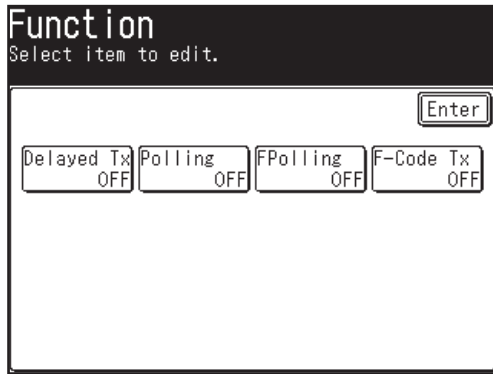 Function
Select item to edit.
Enter
Delayed Tx Polling FPolling F-Code Tx
OFF OFF OFF OFF